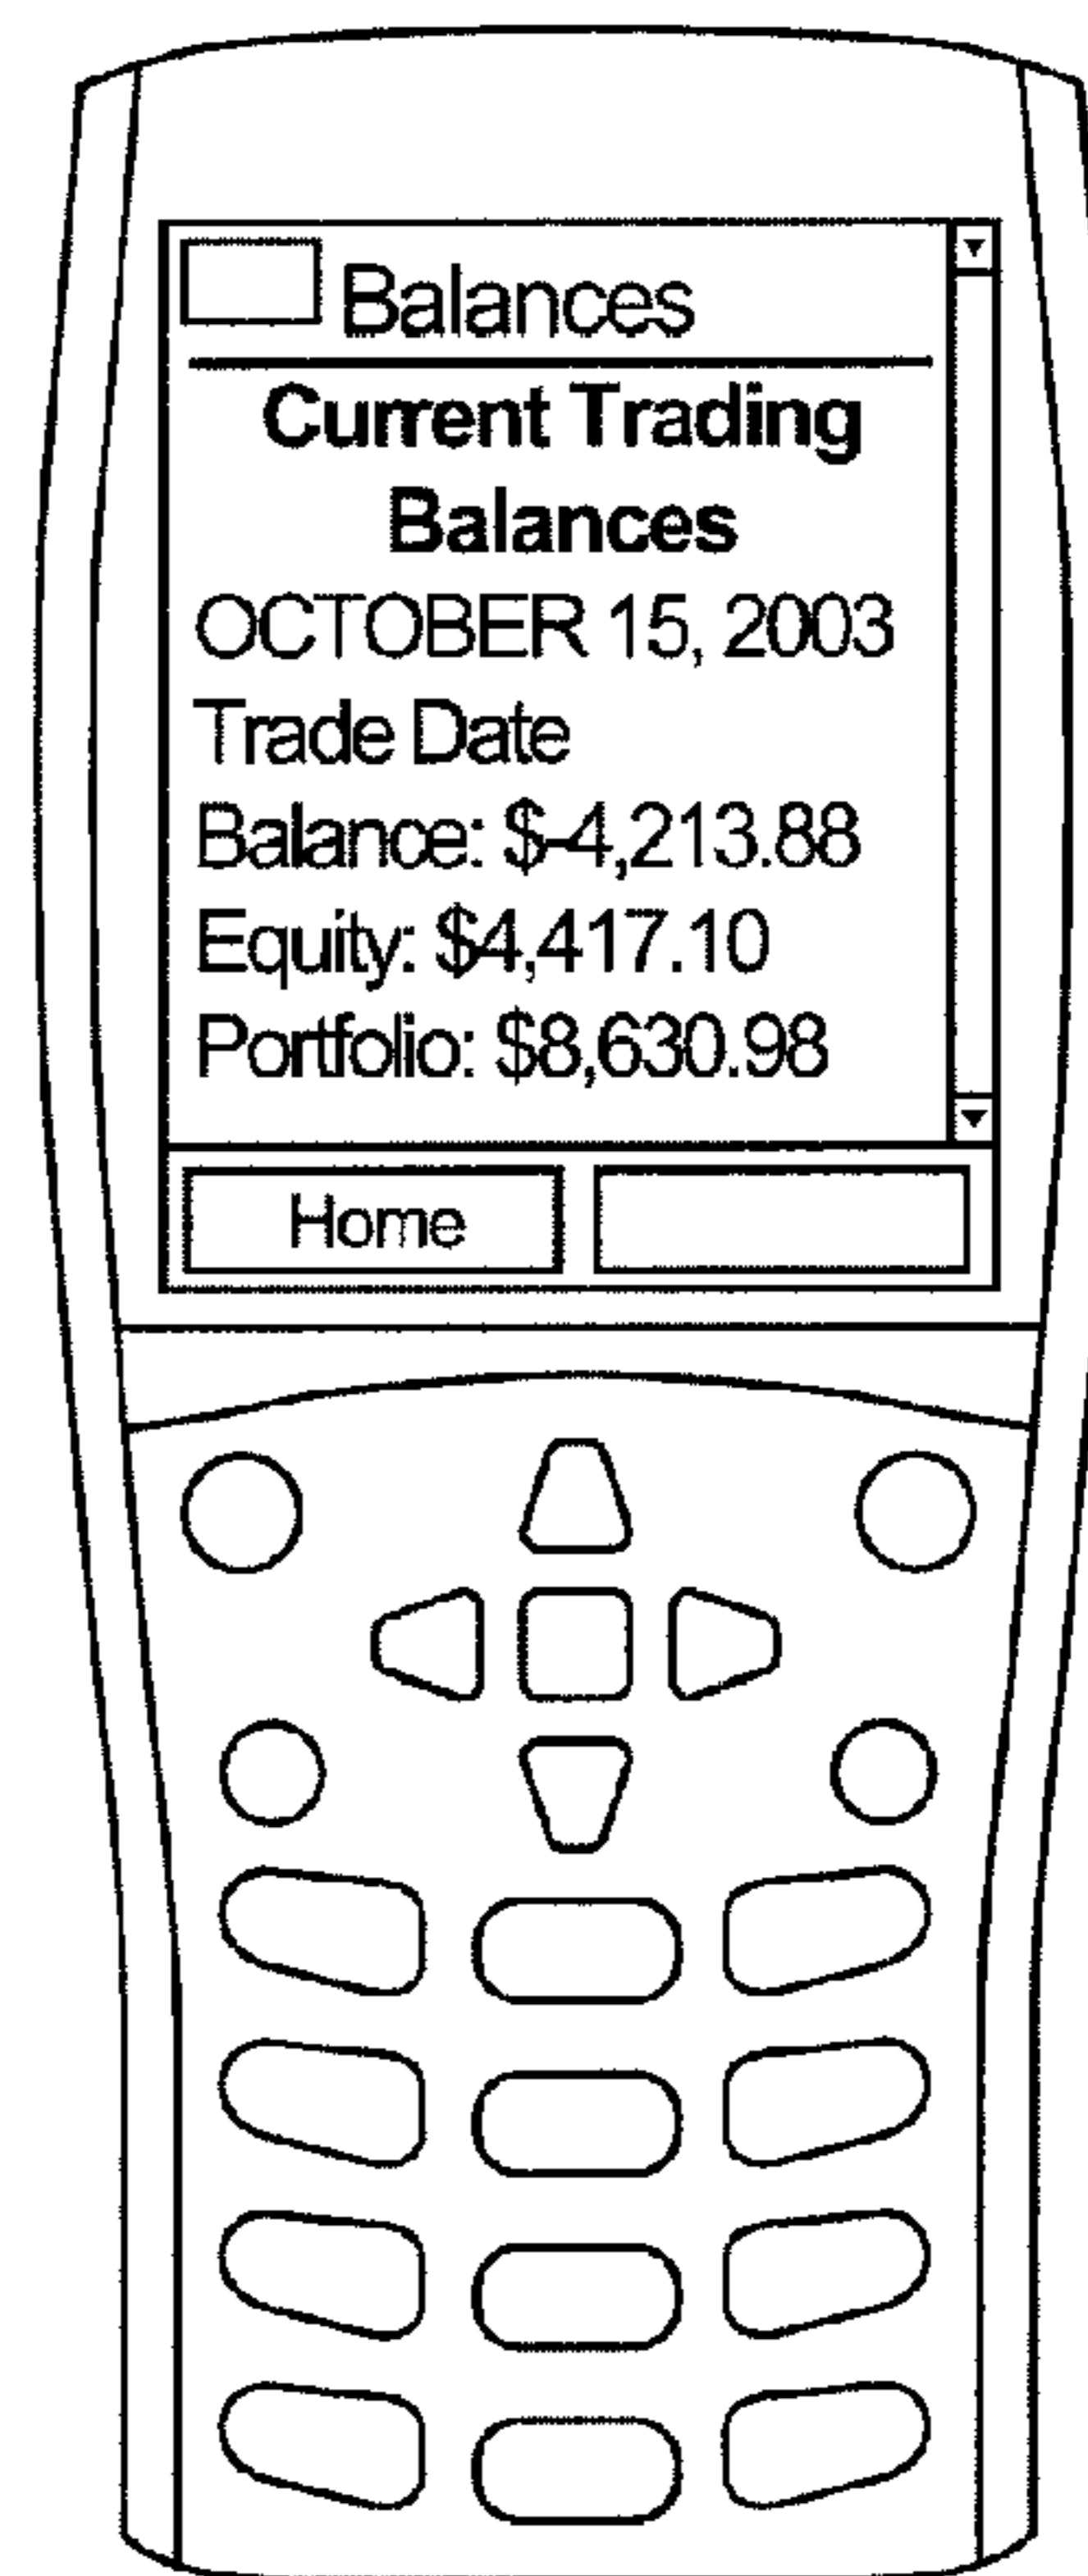 Balances
Current Trading
Balances
OCTOBER 15, 2003
Trade Date
Balance: $-4,213.88
Equity: $4,417.10
Portfolio: $8,630.98
Home